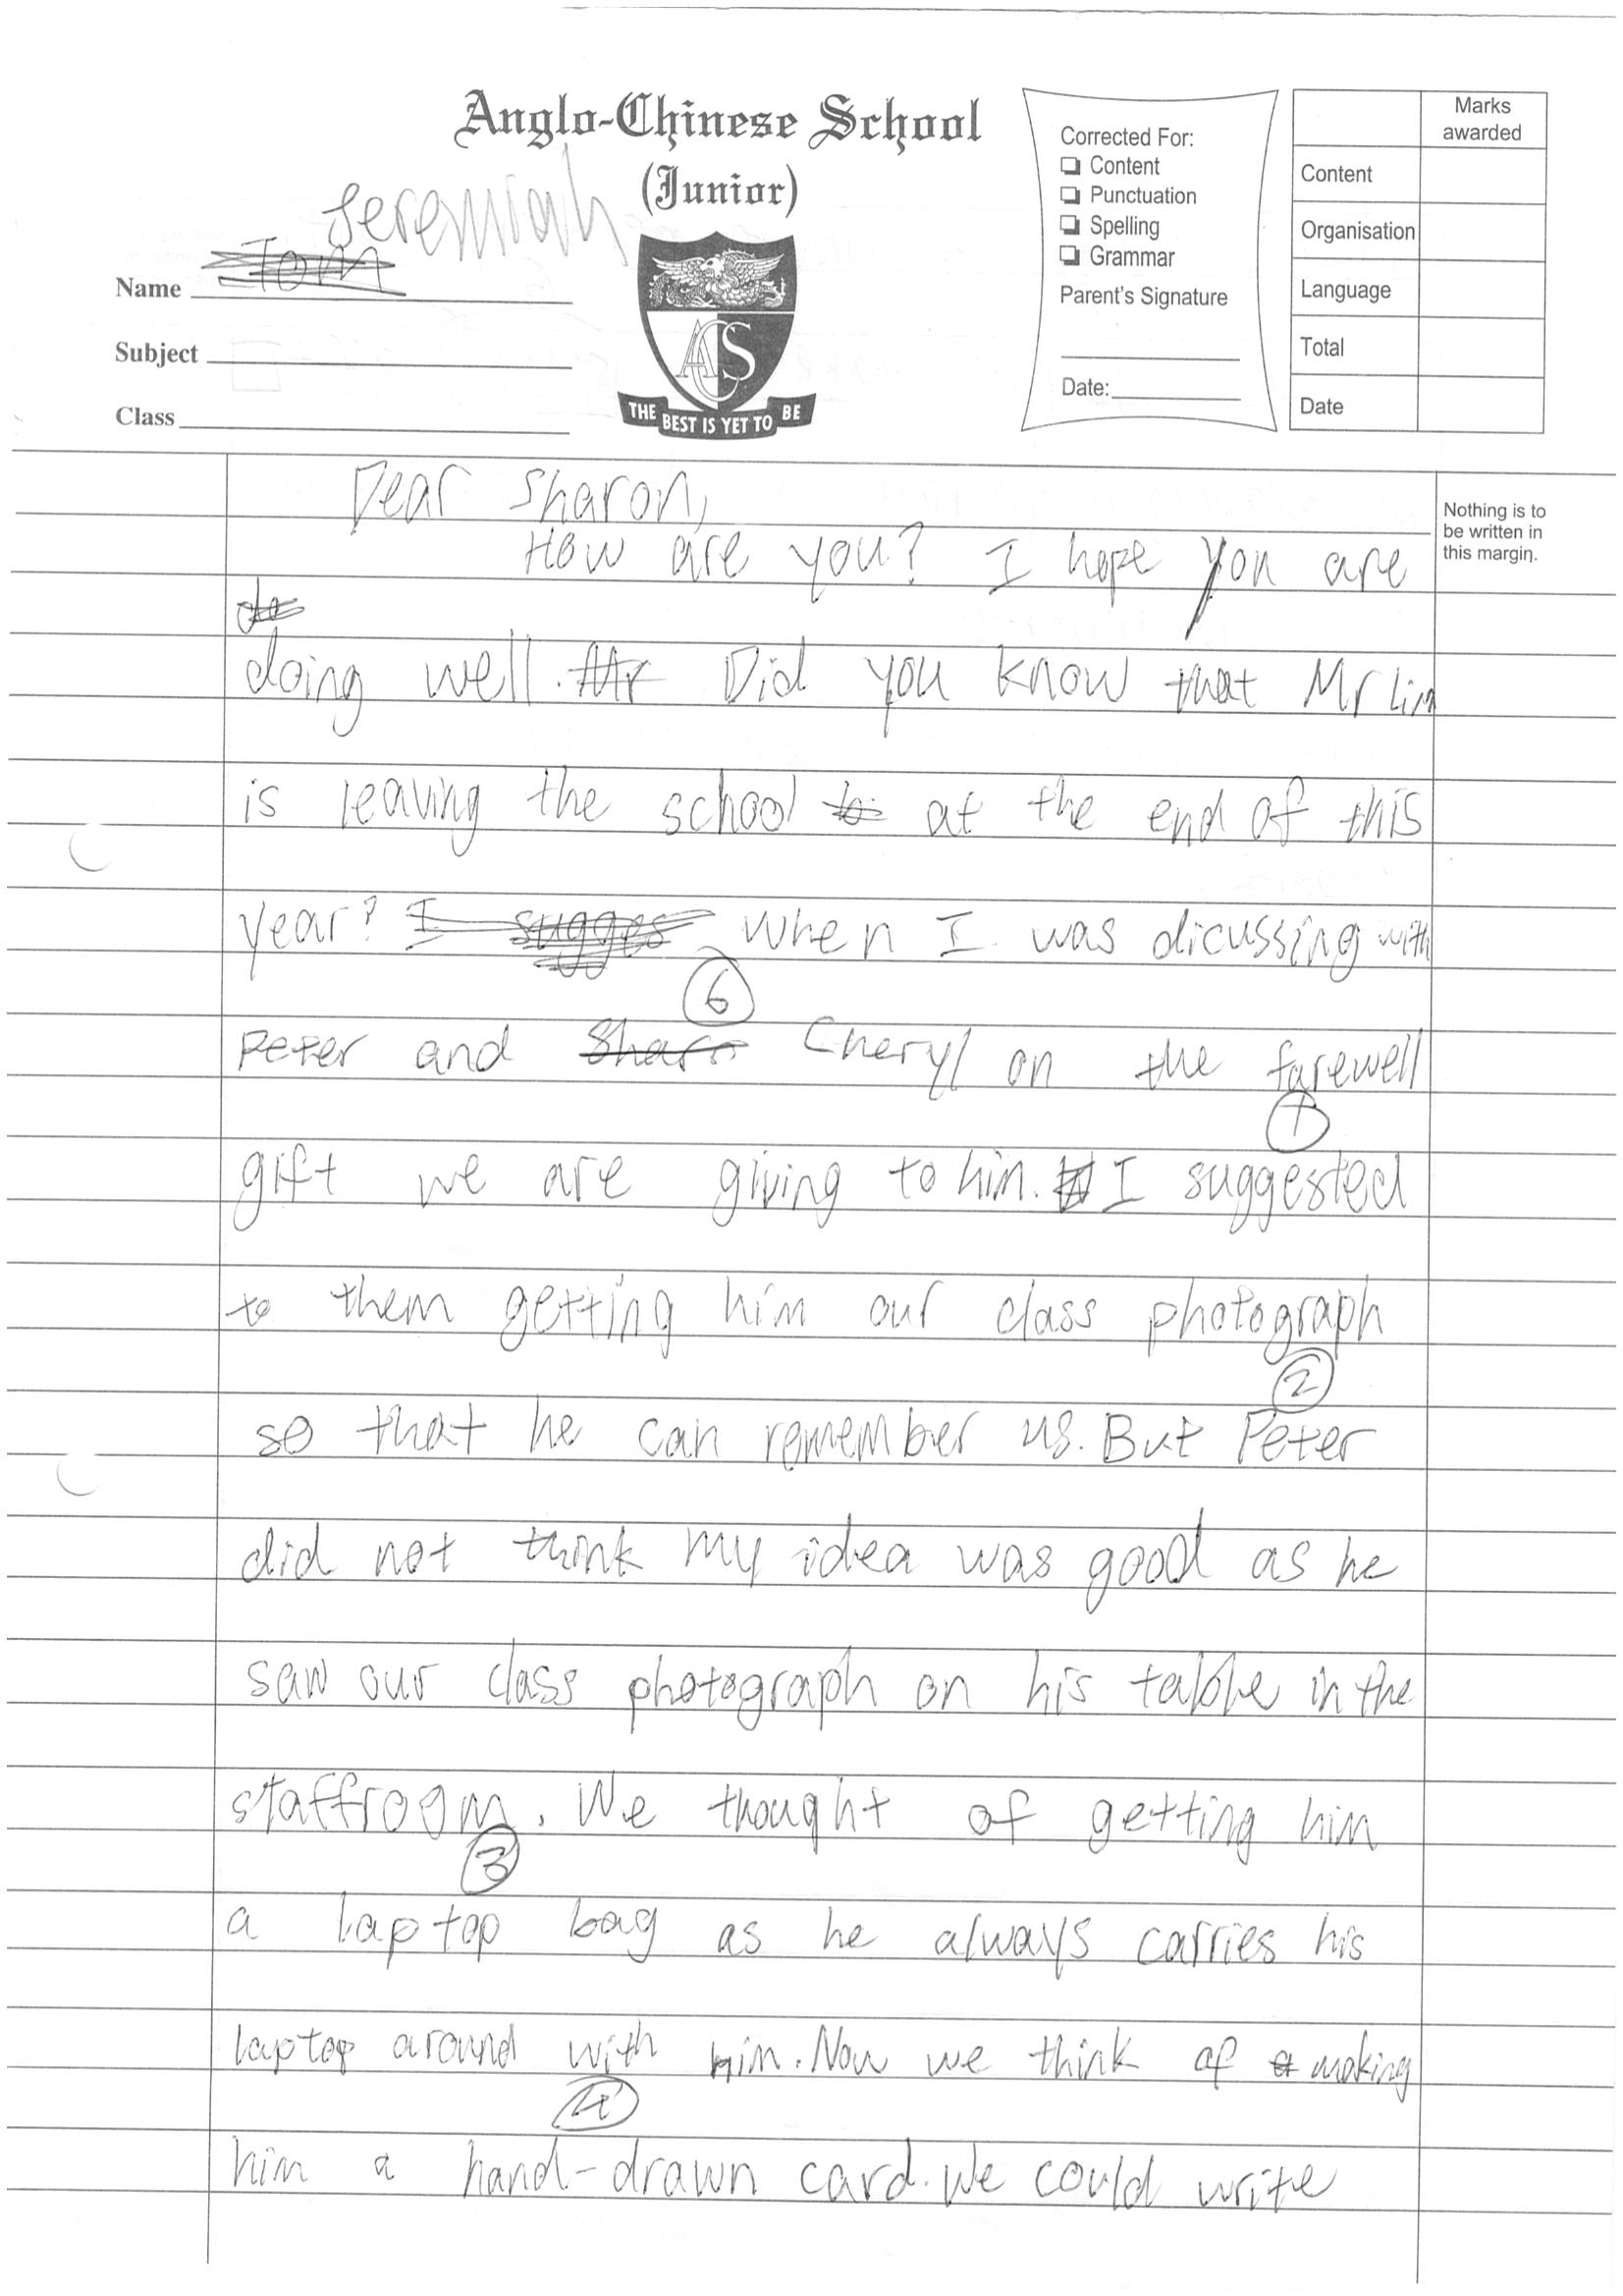 Anglo-Chinese School
(Junior)
Jeremiah
Name Tom
Subject
Class
ACS
THE BEST IS YET TO BE
Corrected For:
Content
Punctuation
Spelling
Grammar
Parent's Signature
Date:
Marks awarded
Content
Organisation
Language
Total
Date
Nothing is to
be written in
this margin.
Dear Sharon,
How are you? I hope you are
doing well. Mr Did you know that Mr Lim
is leaving the school to at the end of this
year? I sugges When I was dicussing with
6
Peter and Sharo Cheryl on the farewell
1
gift we are giving to him. I suggested
to them getting him our class photograph
2
so that he can remember us. But Peter
did not think my idea was good as he
saw our class photograph on his table in the
staffroom. We thought of getting him
3
a laptop bag as he always carries his
laptop around with him. Now we think of a making
4
him a hand-drawn card. We could write